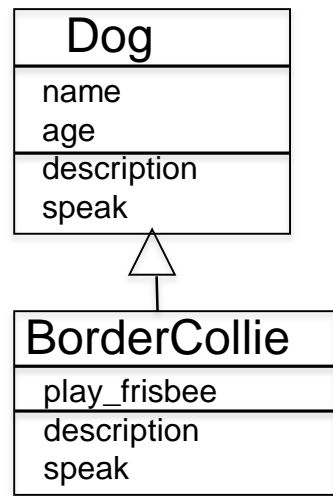 Dog
name
age
description
speak
BorderCollie
play_frisbee
description
speak